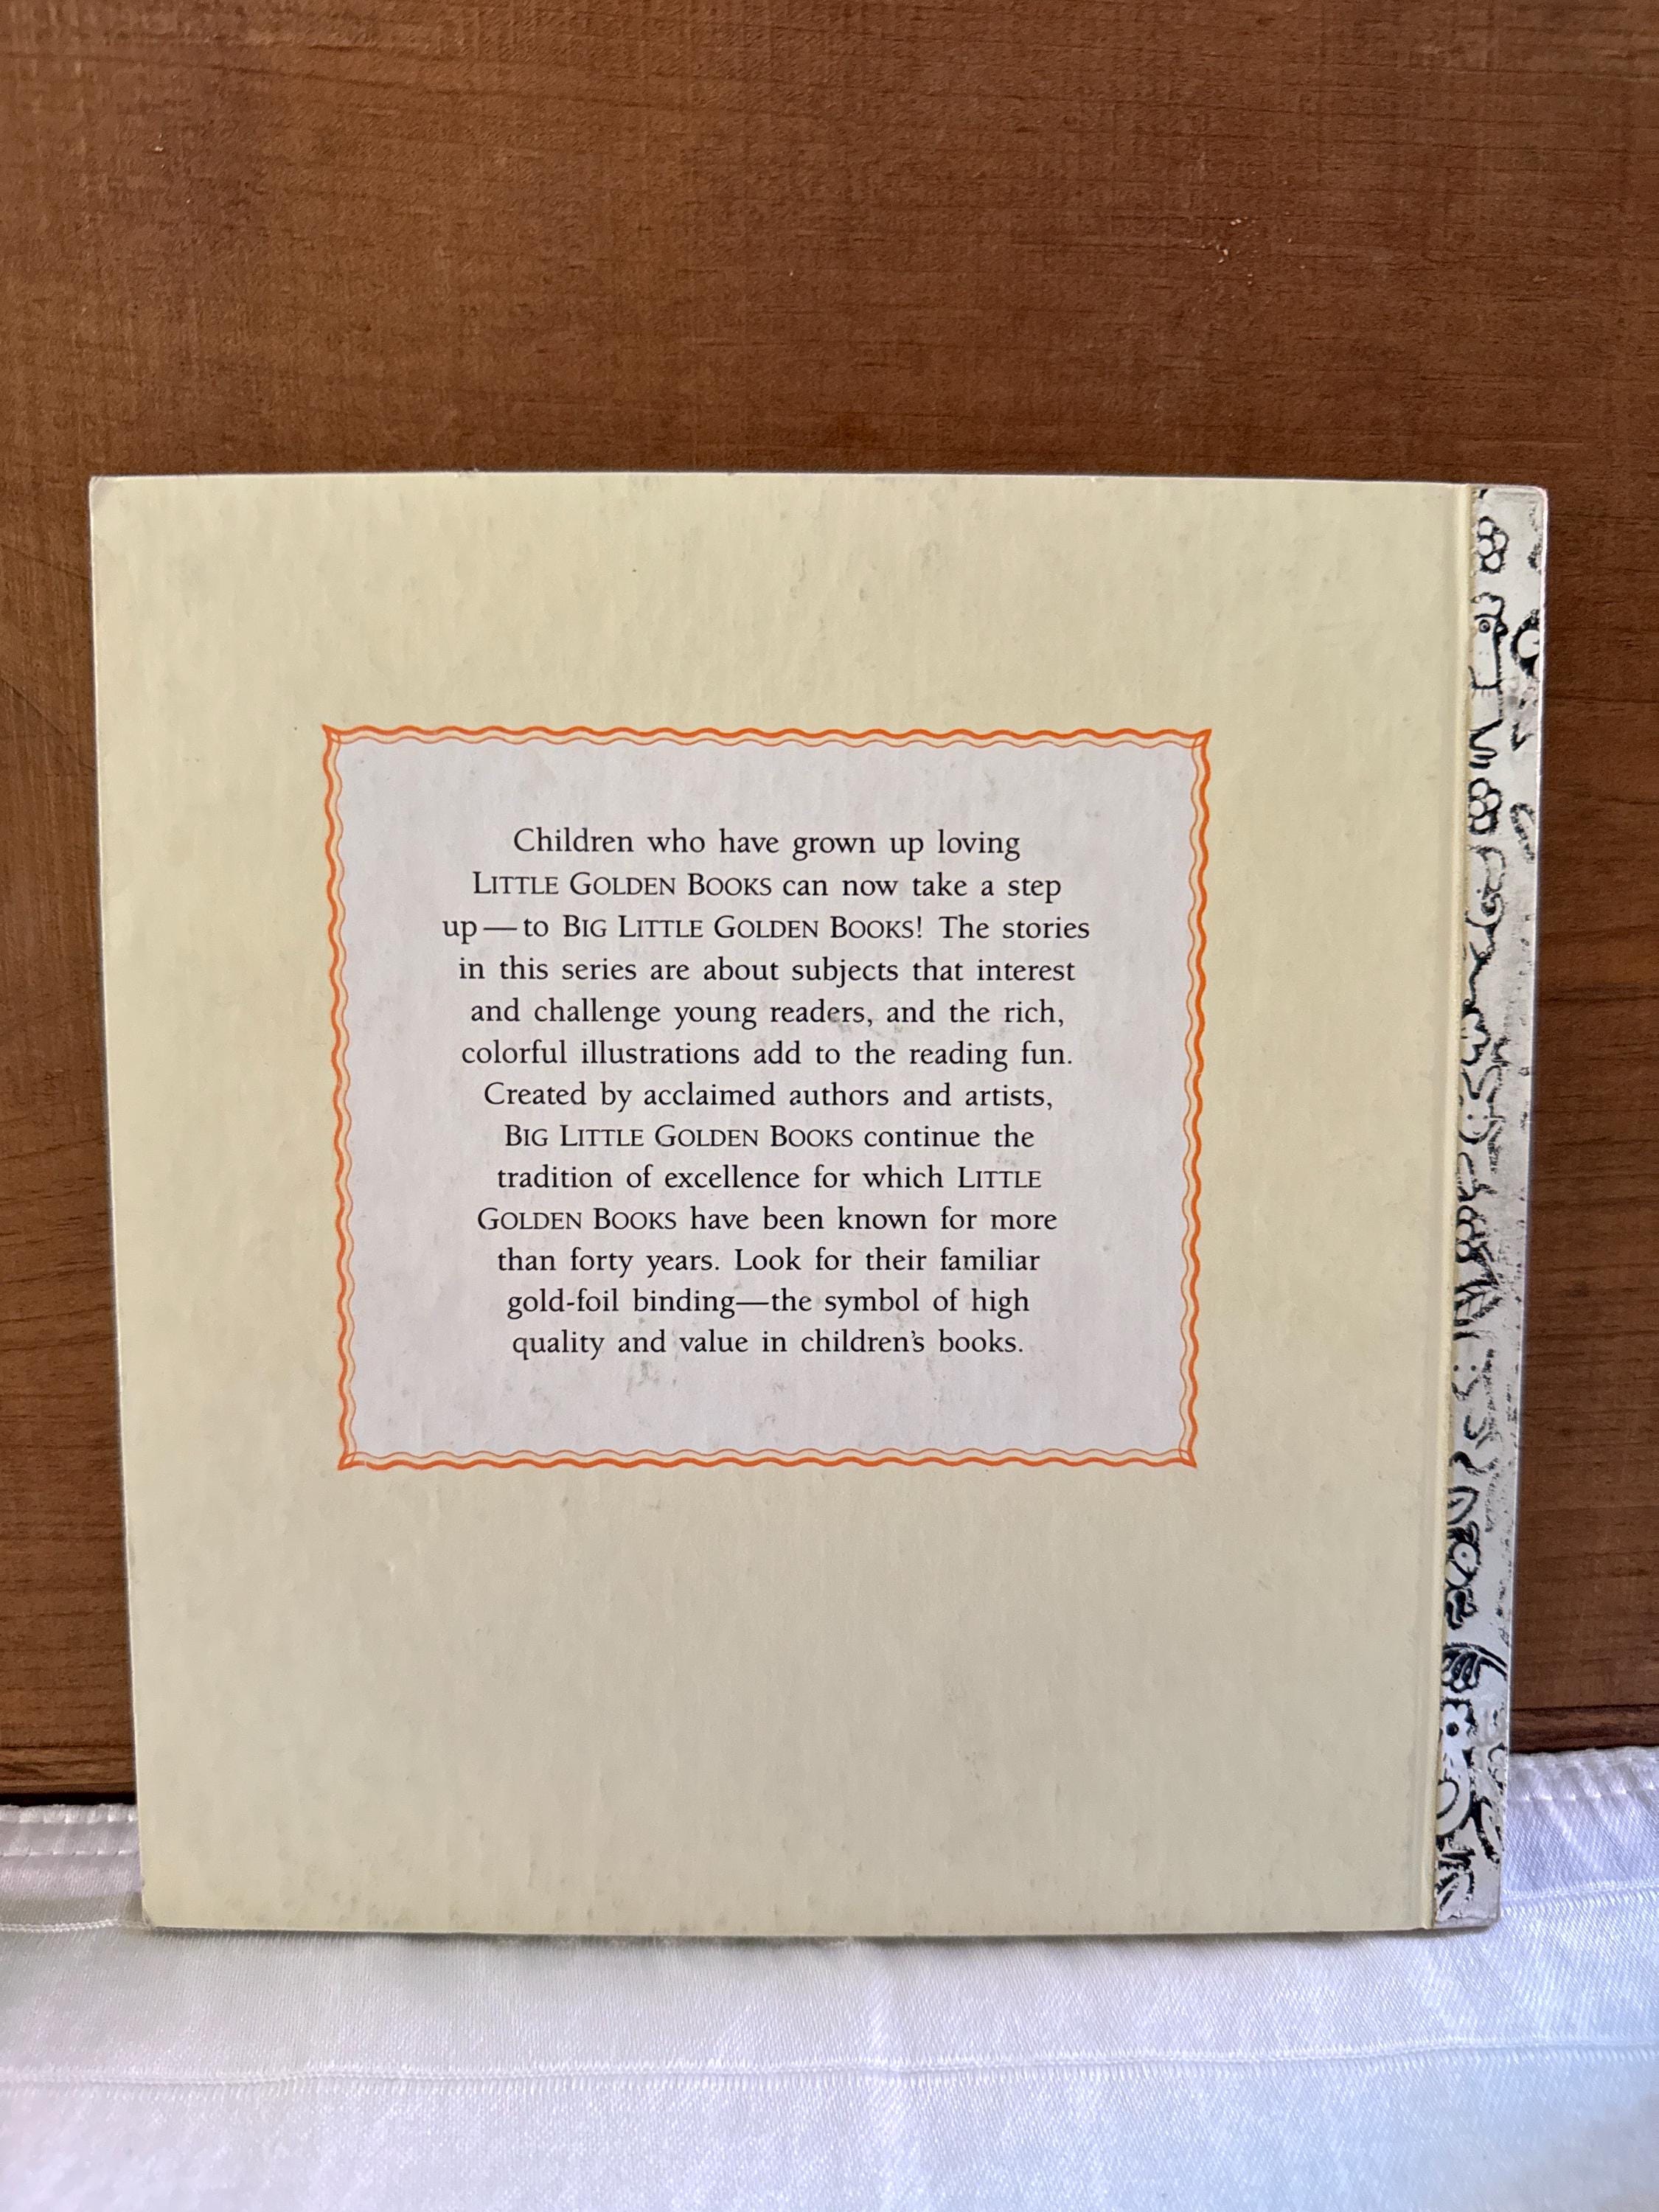 Children who have grown up loving
LITTLE GOLDEN BOOKS can now take a step
up — to BIG LITTLE GOLDEN BOOKS! The stories
in this series are about subjects that interest
and challenge young readers, and the rich,
colorful illustrations add to the reading fun.
Created by acclaimed authors and artists,
BIG LITTLE GOLDEN BOOKS continue the
tradition of excellence for which LITTLE
GOLDEN BOOKS have been known for more
than forty years. Look for their familiar
gold-foil binding—the symbol of high
quality and value in children's books.